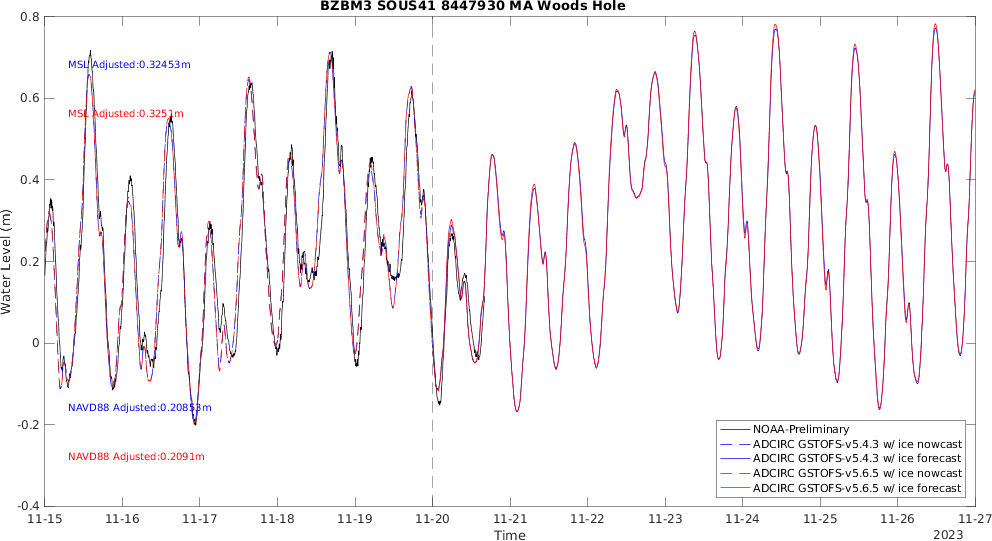 BZBM3 SOUS41 8447930 MA Woods Hole
0.8
0.6
0.4
0.2
0
-0.2
-0.4
Water Level (m)
MSL Adjusted:0.32453m
MSL Adjusted:0.3251m
NAVD88 Adjusted:0.20853m
NAVD88 Adjusted:0.2091m
NOAA-Preliminary
ADCIRC GSTOFS-v5.4.3 w/ ice nowcast
ADCIRC GSTOFS-v5.4.3 w/ ice forecast
ADCIRC GSTOFS-v5.6.5 w/ ice nowcast
ADCIRC GSTOFS-v5.6.5 w/ ice forecast
11-15 11-16 11-17 11-18 11-19 11-20 11-21 11-22 11-23 11-24 11-25 11-26 11-27
Time
2023